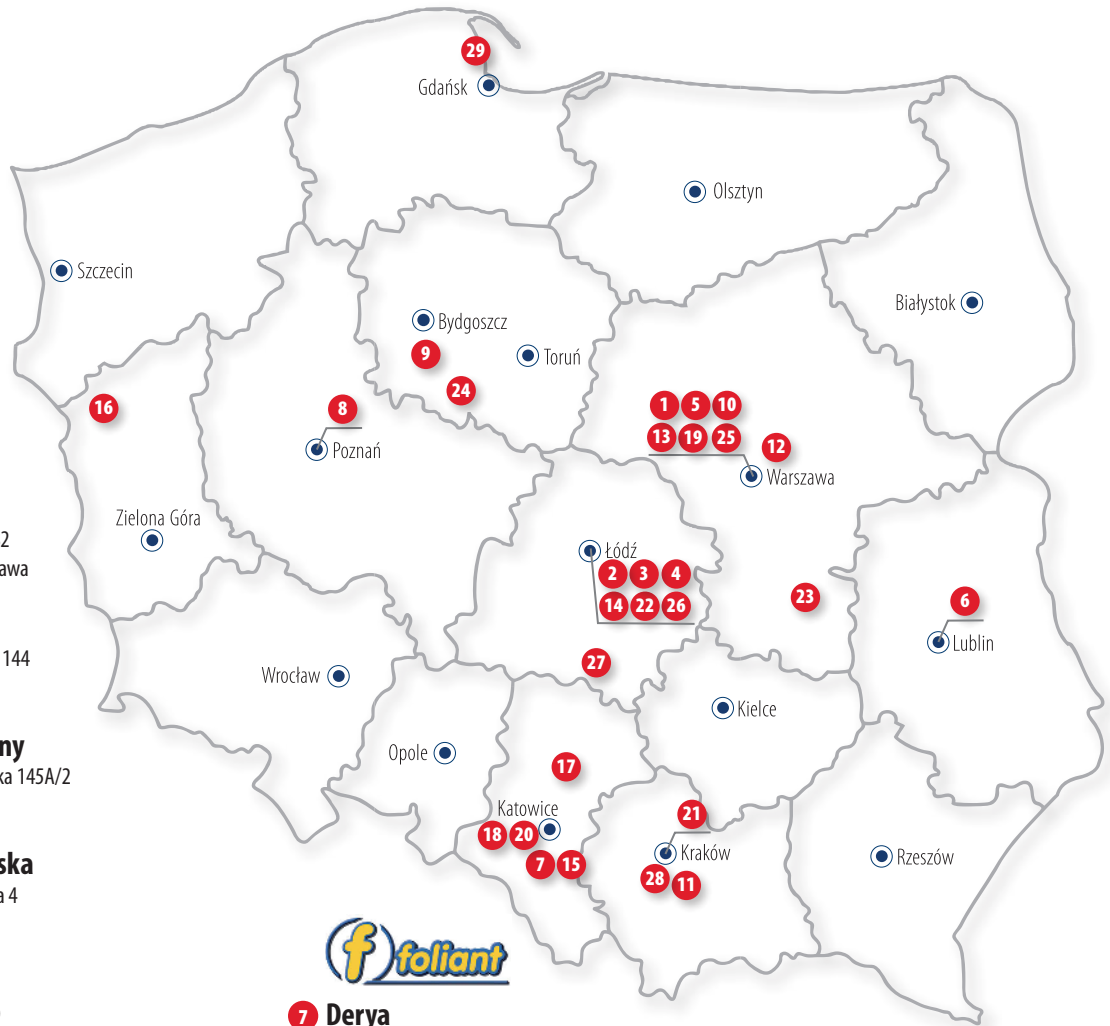 29
Gdańsk
Olsztyn
Szczecin
Białystok
Bydgoszcz
9
Toruń
24
16
8
Poznań
1 5 10
13 19 25
12
Warszawa
Zielona Góra
Łódź
2 3 4
14 22 26
23
6
Lublin
27
Wrocław
Kielce
Opole
17
Katowice
18 20
7 15
21
Kraków
28 11
Rzeszów
2
awa
144
ny
ka 145A/2
ska
a 4
f foliant
7 Derya